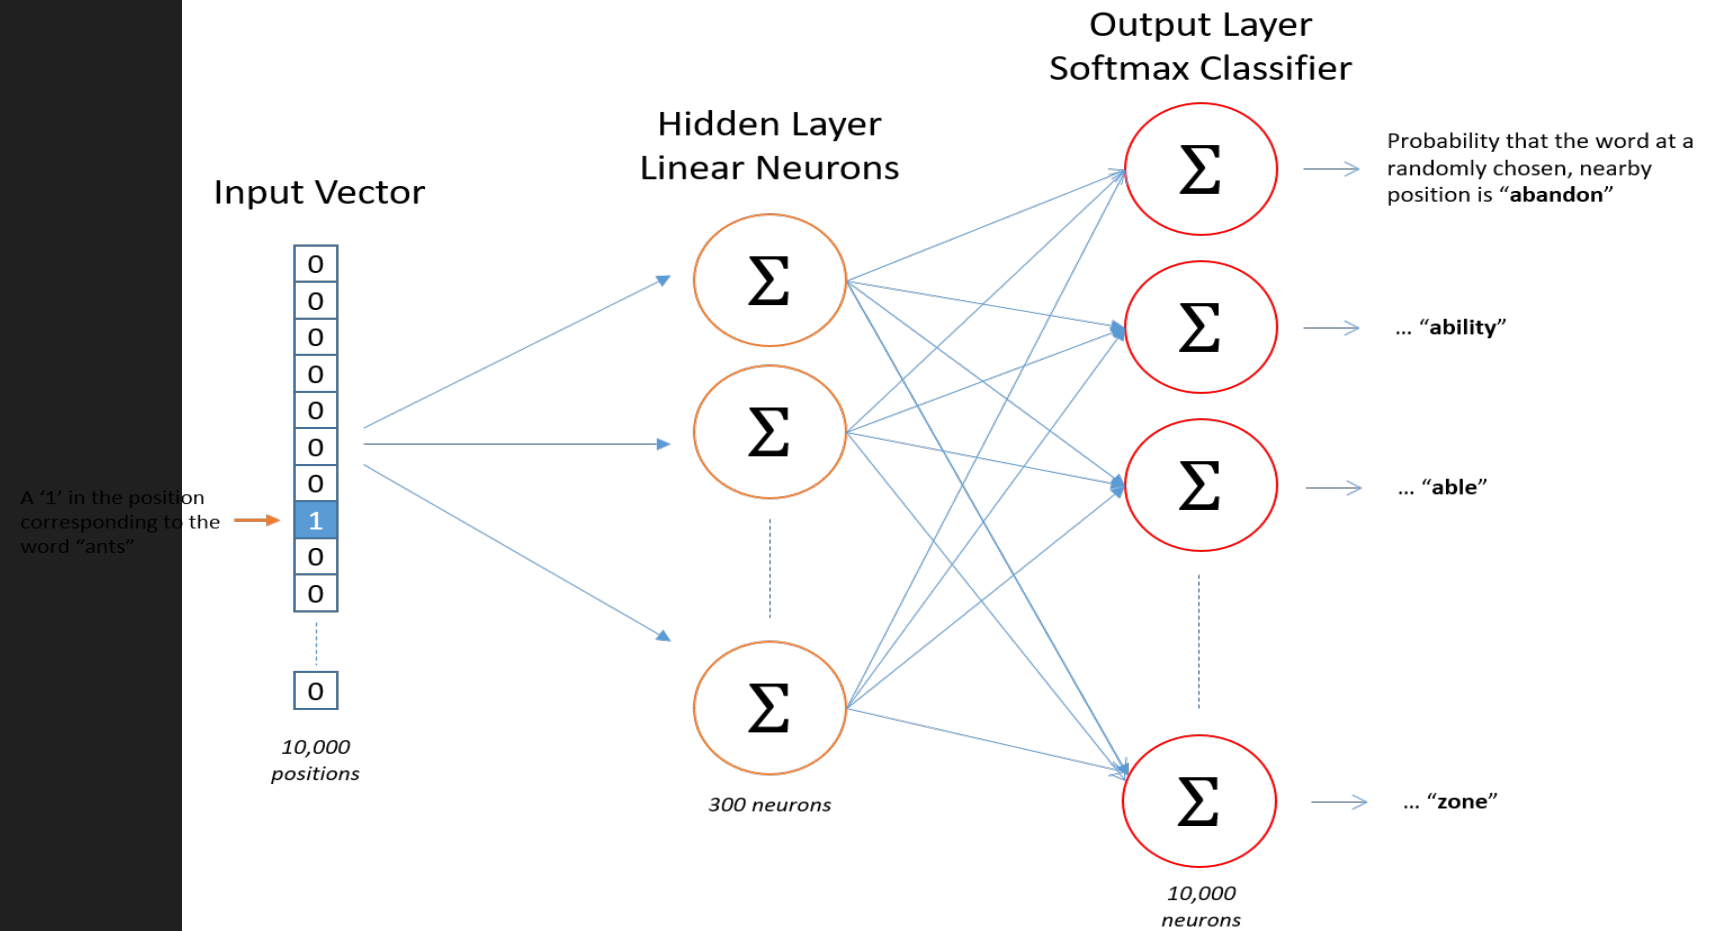 Output Layer
Softmax Classifier
Hidden Layer
Linear Neurons
Input Vector
0
0
0
0
0
0
0
1
0
0
0
A ‘1’ in the position
corresponding to the
word “ants”
10,000
positions
Σ
Σ
Σ
300 neurons
Σ
Σ
Σ
Σ
10,000
neurons
Probability that the word at a
randomly chosen, nearby
position is “abandon”
... “ability”
... “able”
... “zone”